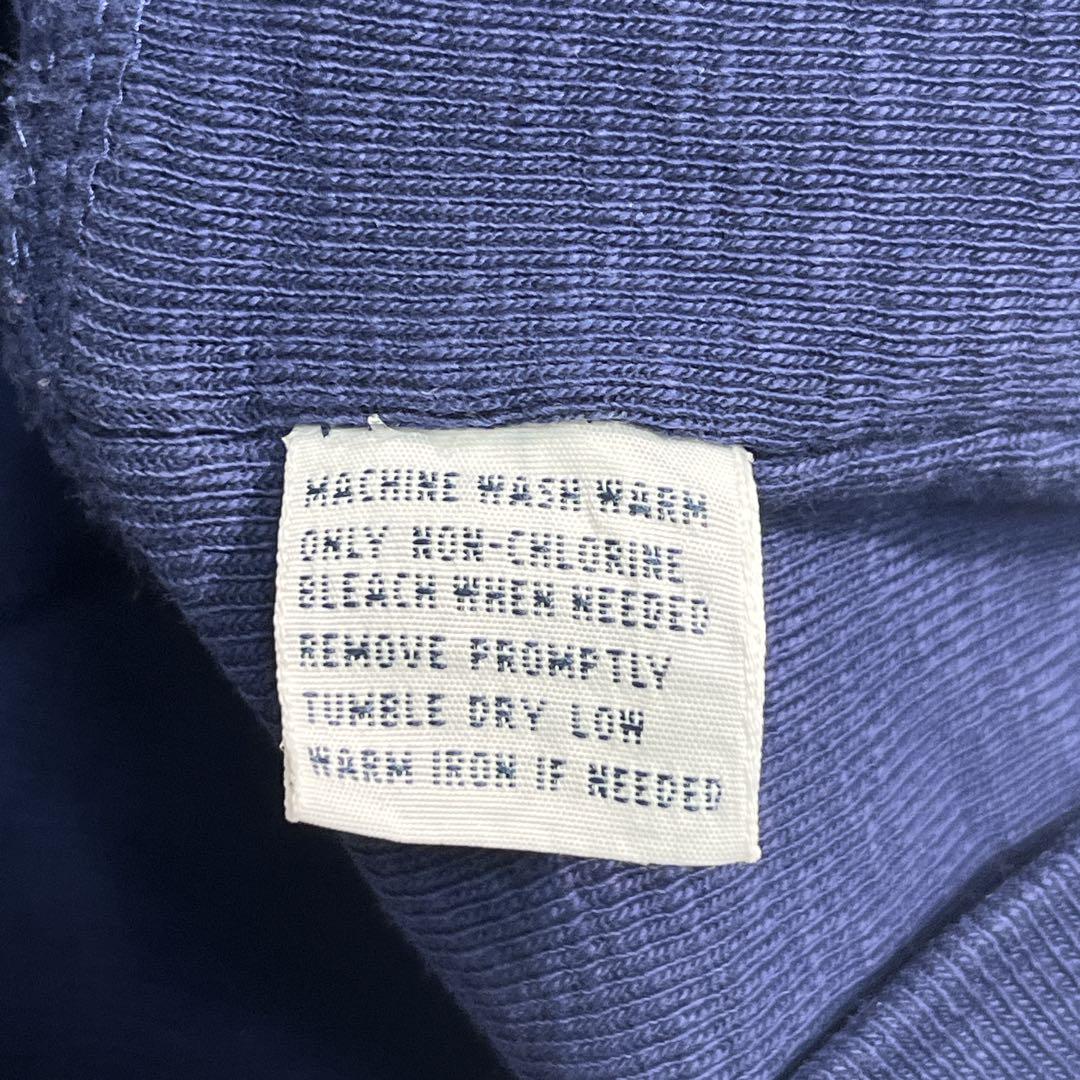 MACHINE WASH WARM
ONLY NON-CHLORINE
BLEACH WHEN NEEDED
REMOVE PROMPTLY
TUMBLE DRY LOW
WARM IRON IF NEEDED